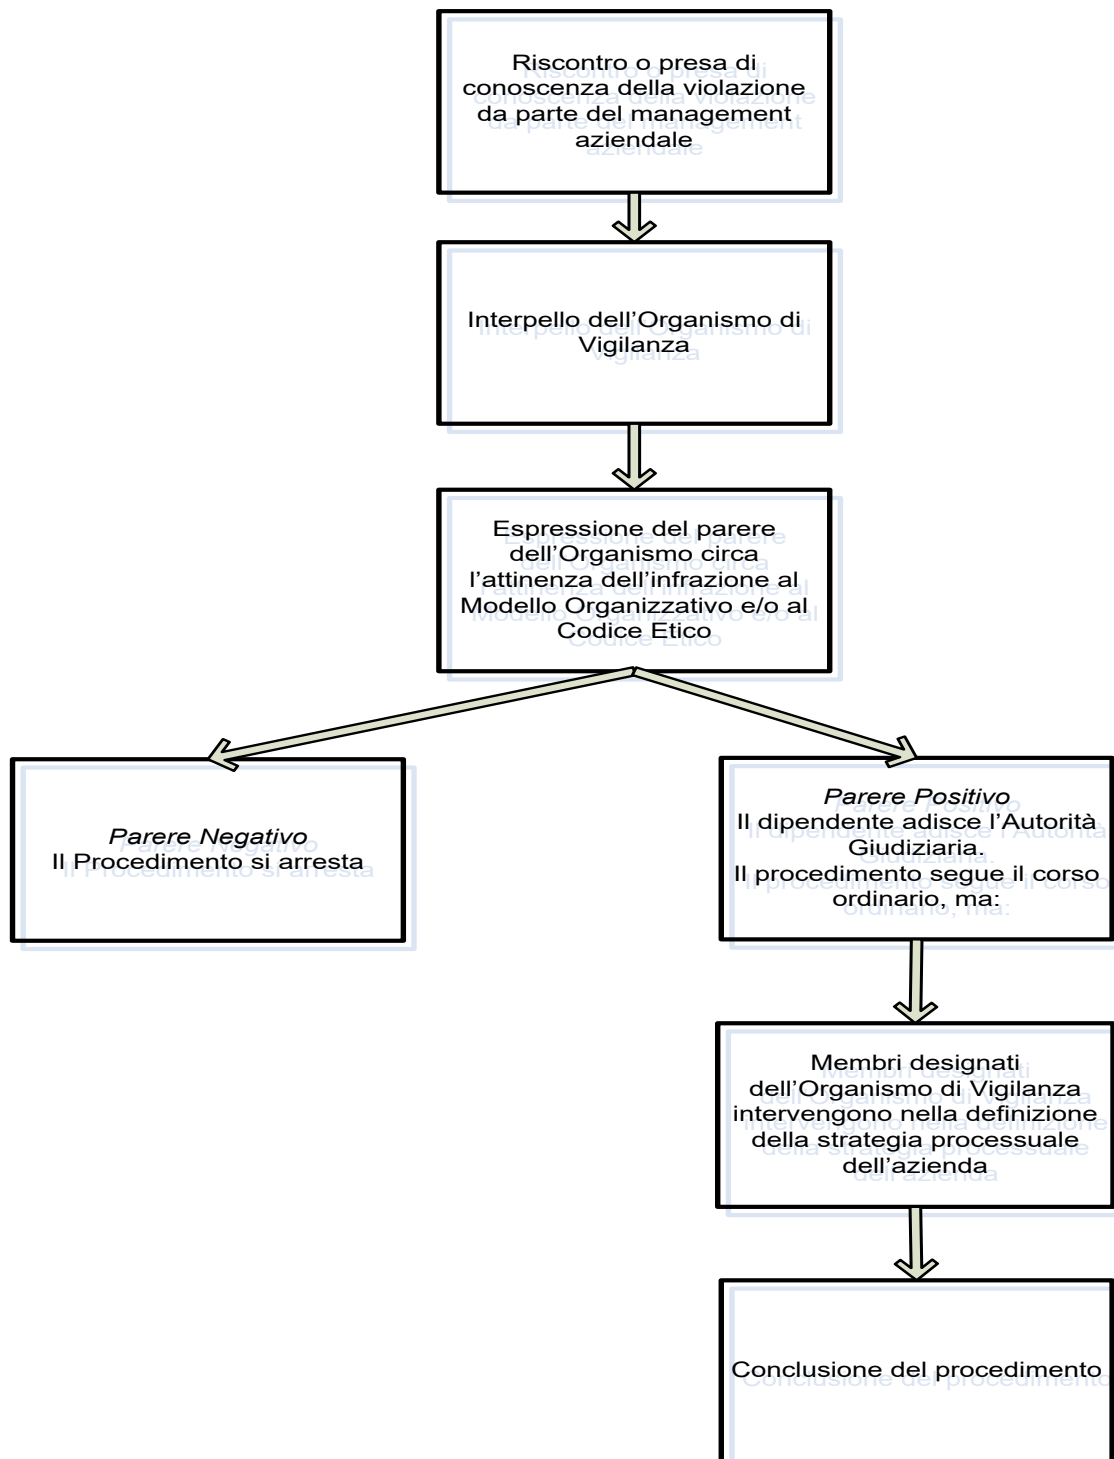 Riscontro o presa di
conoscenza della violazione
da parte del management
aziendale
Interpello dell’Organismo di
Vigilanza
Espressione del parere
dell’Organismo circa
l’attinenza dell’infrazione al
Modello Organizzativo e/o al
Codice Etico
Parere Negativo
Il Procedimento si arresta
Parere Positivo
Il dipendente adisce l’Autorità
Giudiziaria.
Il procedimento segue il corso
ordinario, ma:
Membri designati
dell’Organismo di Vigilanza
intervengono nella definizione
della strategia processuale
dell’azienda
Conclusione del procedimento